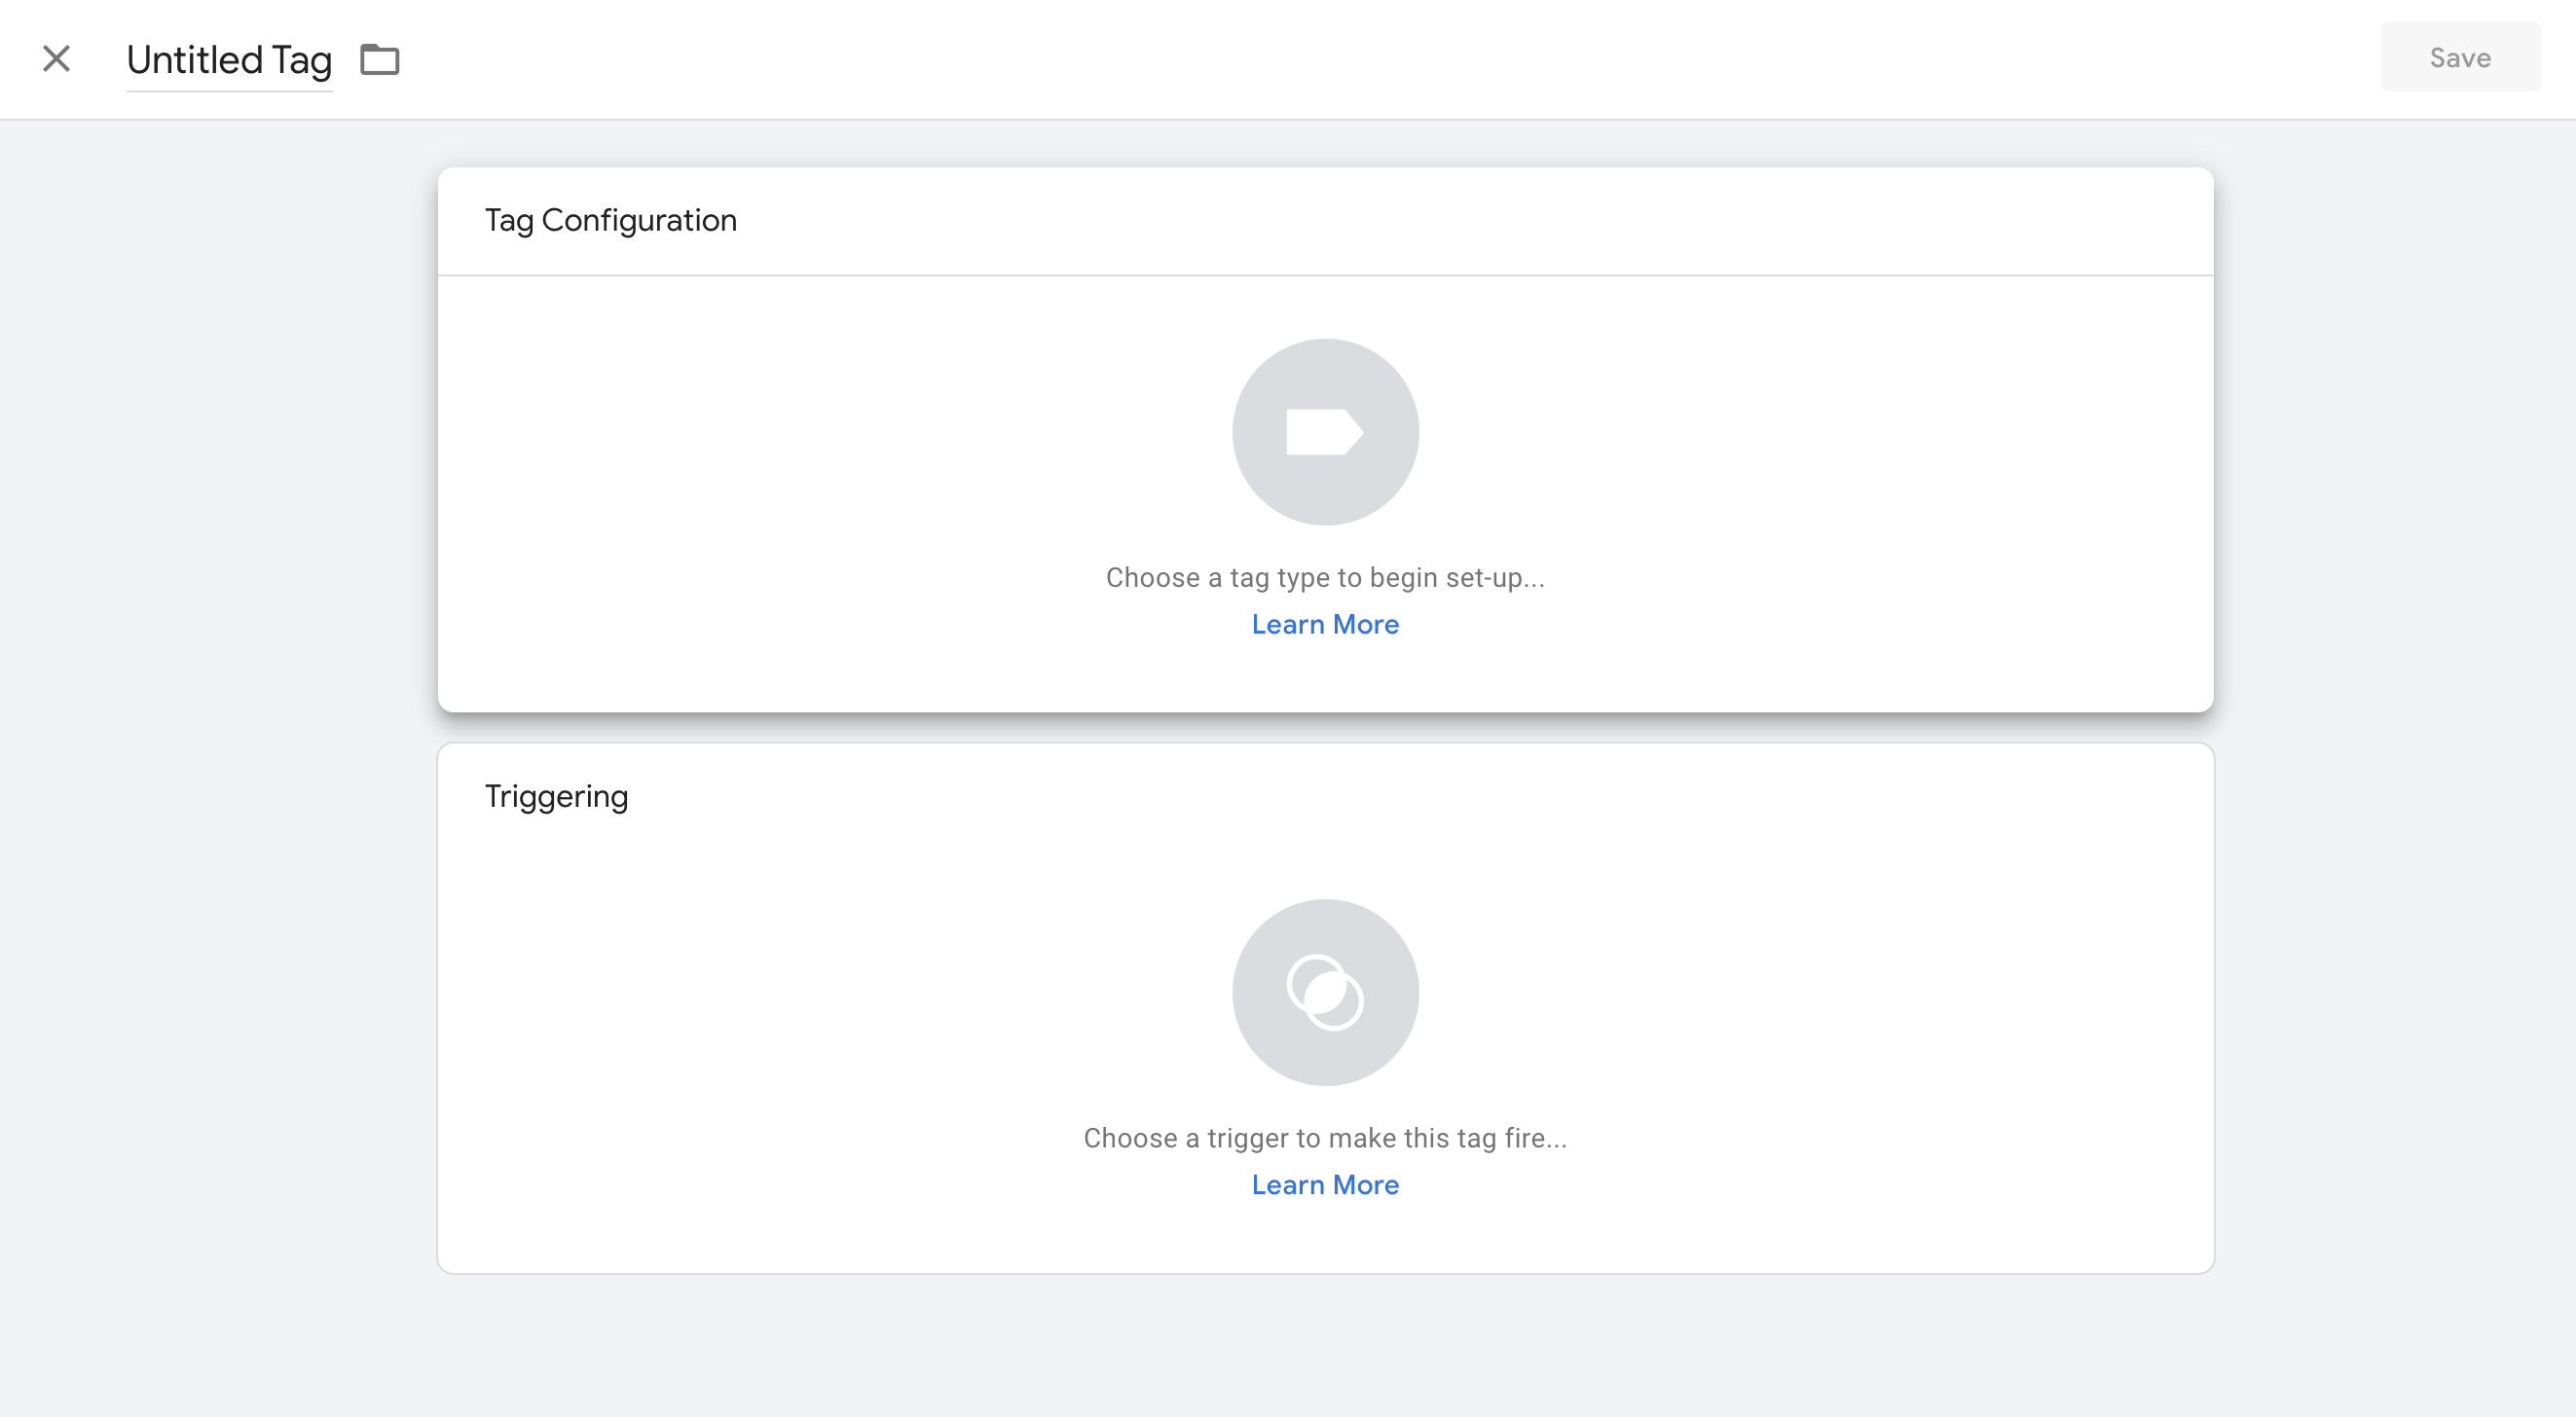 Untitled Tag
Save
Tag Configuration
Choose a tag type to begin set-up...
Learn More
Triggering
Choose a trigger to make this tag fire...
Learn More